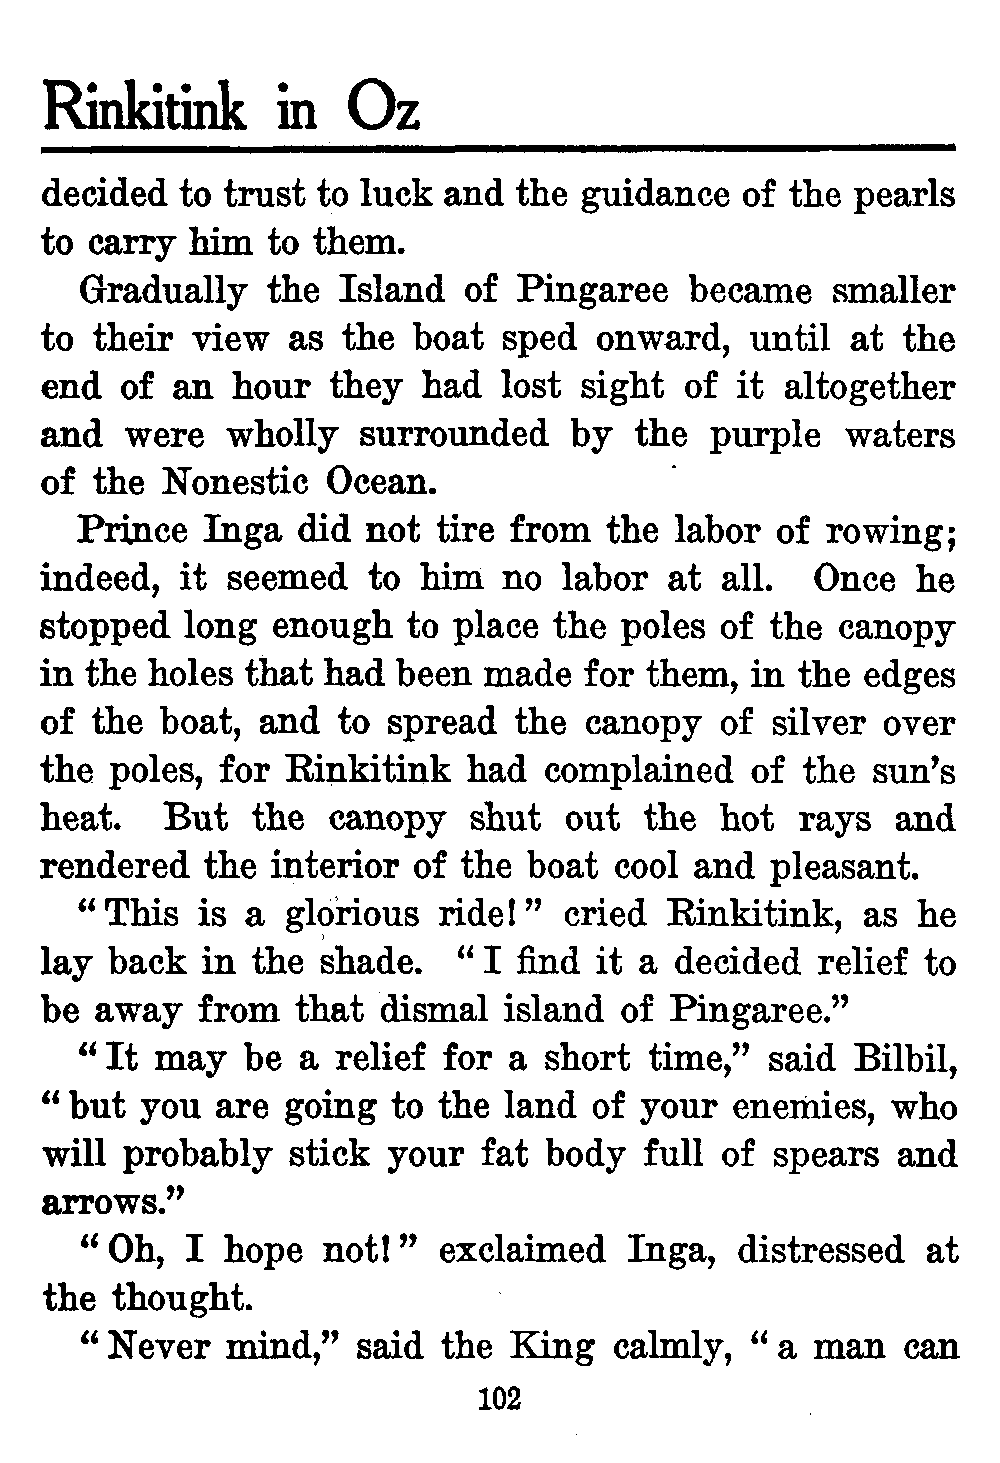 Rinkitink in Oz
decided to trust to luck and the guidance of the pearls
to carry him to them.
Gradually the Island of Pingaree became smaller
to their view as the boat sped onward, until at the
end of an hour they had lost sight of it altogether
and were wholly surrounded by the purple waters
of the Nonestic Ocean.
Prince Inga did not tire from the labor of rowing;
indeed, it seemed to him no labor at all. Once he
stopped long enough to place the poles of the canopy
in the holes that had been made for them, in the edges
of the boat, and to spread the canopy of silver over
the poles, for Rinkitink had complained of the sun's
heat. But the canopy shut out the hot rays and
rendered the interior of the boat cool and pleasant.
"This is a glorious ride!" cried Rinkitink, as he
lay back in the shade. "I find it a decided relief to
be away from that dismal island of Pingaree."
"It may be a relief for a short time," said Bilbil,
"but you are going to the land of your enemies, who
will probably stick your fat body full of spears and
arrows."
"Oh, I hope not!" exclaimed Inga, distressed at
the thought.
"Never mind," said the King calmly, "a man can
102